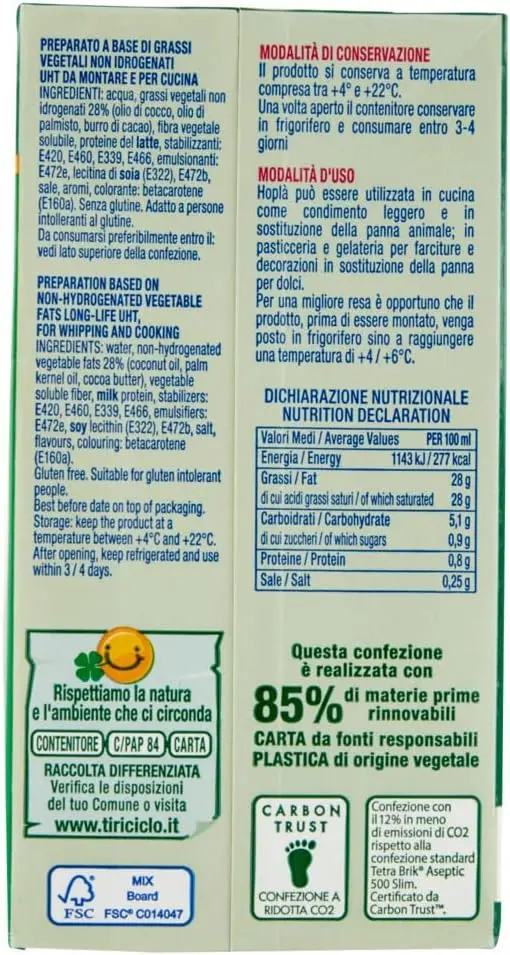 PREPARATO A BASE DI GRASSI
VEGETALI NON IDROGENATI
UHT DA MONTARE E PER CUCINA
INGREDIENTI: acqua, grassi vegetali non
idrogenati 28% (olio di cocco, olio di
palmisto, burro di cacao), fibra vegetale
solubile, proteine del latte, stabilizzanti:
E420, E460, E339, E466, emulsionanti:
E472e, lecitina di soia (E322), E472b,
sale, aromi, colorante: betacarotene
(E160a). Senza glutine. Adatto a persone
intolleranti al glutine.
Da consumarsi preferibilmente entro il:
vedi lato superiore della confezione.
PREPARATION BASED ON
NON-HYDROGENATED VEGETABLE
FATS LONG-LIFE UHT,
FOR WHIPPING AND COOKING
INGREDIENTS: water, non-hydrogenated
vegetable fats 28% (coconut oil, palm
kernel oil, cocoa butter), vegetable
soluble fiber, milk protein, stabilizers:
E420, E460, E339, E466, emulsifiers:
E472e, soy lecithin (E322), E472b, salt,
flavours, colouring: betacarotene
(E160a).
Gluten free. Suitable for gluten intolerant
people.
Best before date on top of packaging.
Storage: keep the product at a
temperature between +4°C and +22°C.
After opening, keep refrigerated and use
within 3/4 days.
Rispettiamo la natura
e l'ambiente che ci circonda
CONTENITORE C/PAP 84 CARTA
RACCOLTA DIFFERENZIATA
Verifica le disposizioni
del tuo Comune o visita
www.tiriciclo.it
FSC
MIX
Board
FSC® C014047
MODALITÀ DI CONSERVAZIONE
Il prodotto si conserva a temperatura
compresa tra +4° e +22°C.
Una volta aperto il contenitore conservare
in frigorifero e consumare entro 3-4
giorni
MODALITÀ D'USO
Hoplà può essere utilizzata in cucina
come condimento leggero e in
sostituzione della panna animale; in
pasticceria e gelateria per farciture e
decorazioni in sostituzione della panna
per dolci.
Per una migliore resa è opportuno che il
prodotto, prima di essere montato, venga
posto in frigorifero sino a raggiungere
una temperatura di +4/+6°C.
DICHIARAZIONE NUTRIZIONALE
NUTRITION DECLARATION
Valori Medi / Average Values PER 100 ml
Energia / Energy 1143 kJ / 277 kcal
Grassi / Fat 28 g
di cui acidi grassi saturi / of which saturated 28 g
Carboidrati / Carbohydrate 5,1 g
di cui zuccheri / of which sugars 0,9 g
Proteine / Protein 0,8 g
Sale / Salt 0,25 g
Questa confezione
è realizzata con
85% di materie prime
rinnovabili
CARTA da fonti responsabili
PLASTICA di origine vegetale
CARBON
TRUST
CONFEZIONE A
RIDOTTA CO2
Confezione con
il 12% in meno
di emissioni di CO2
rispetto alla
confezione standard
Tetra Brik® Aseptic
500 Slim.
Certificato da
Carbon Trust™.